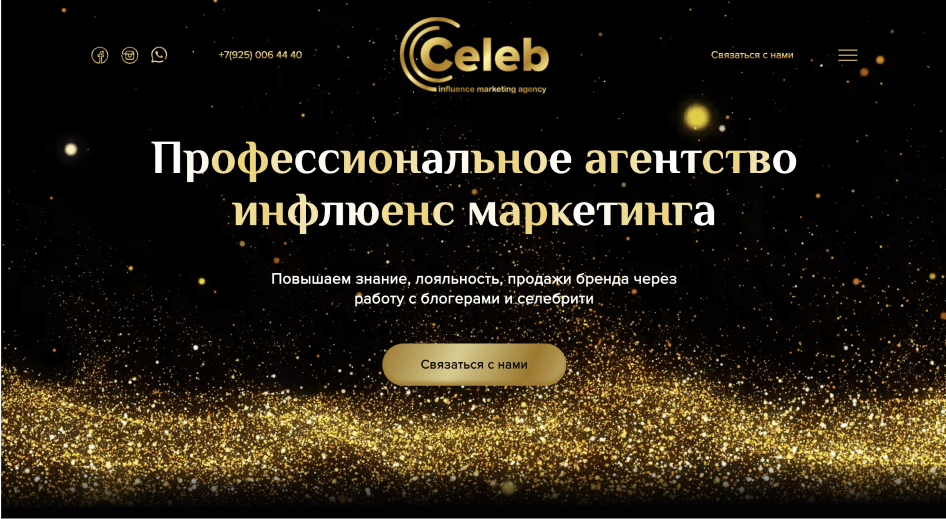 +7(925) 006 44 40
Celeb
influence marketing agency
Связаться с нами
Профессиональное агентство
инфлюенс маркетинга
Повышаем знание, лояльность, продажи бренда через
работу с блогерами и селебрити
Связаться с нами